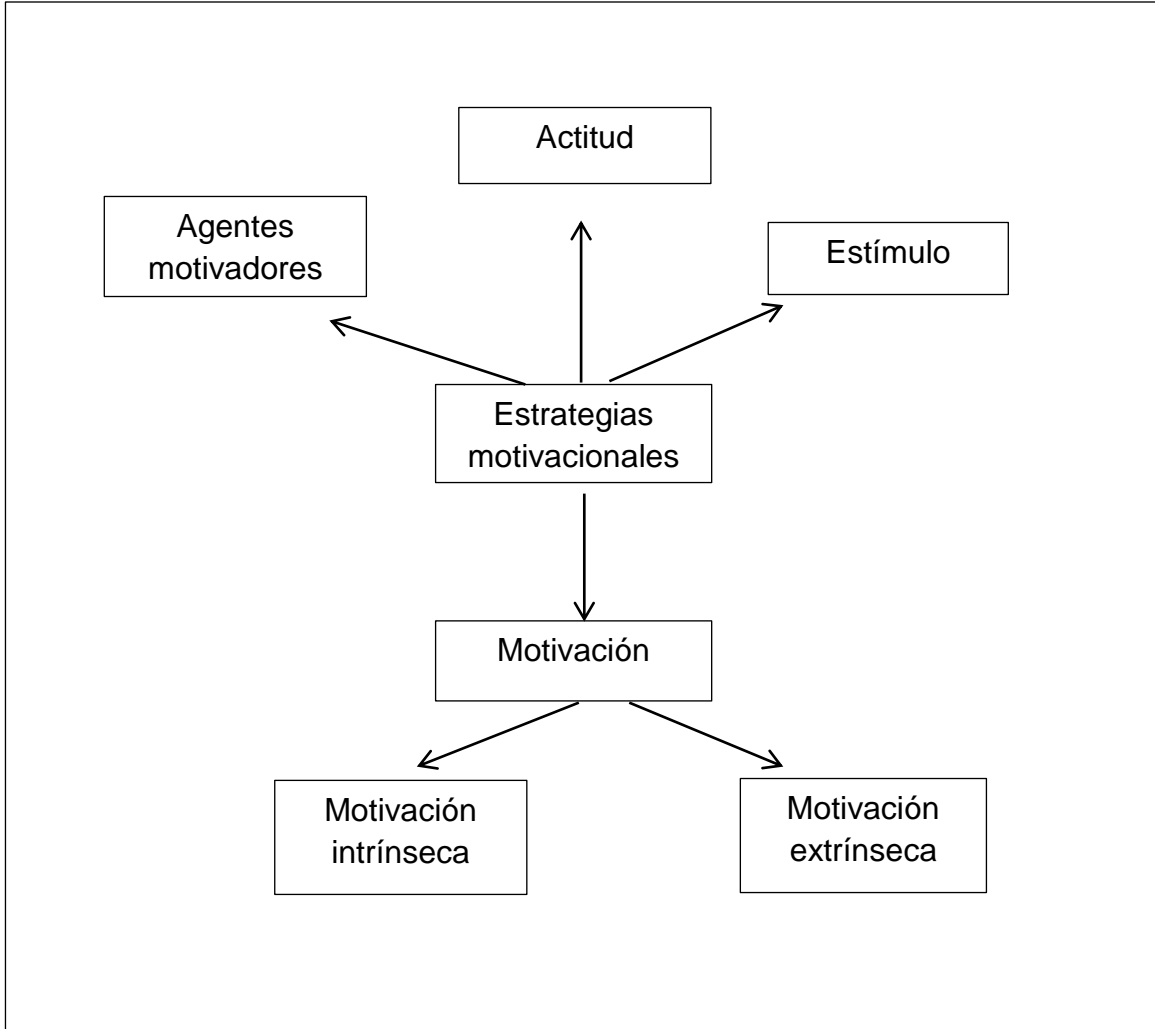 Actitud
Agentes
motivadores
Estímulo
Estrategias
motivacionales
Motivación
Motivación
intrínseca
Motivación
extrínseca